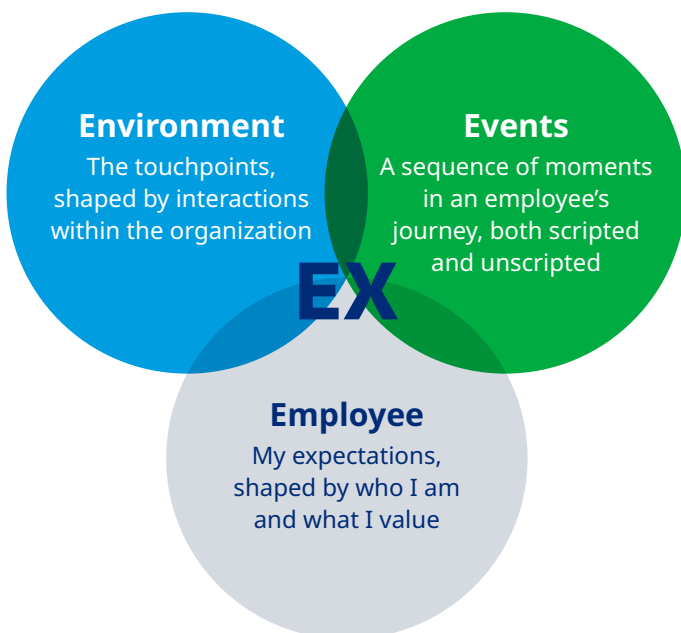 Environment
The touchpoints,
shaped by interactions
within the organization
Events
A sequence of moments
in an employee’s
journey, both scripted
and unscripted
EX
Employee
My expectations,
shaped by who I am
and what I value